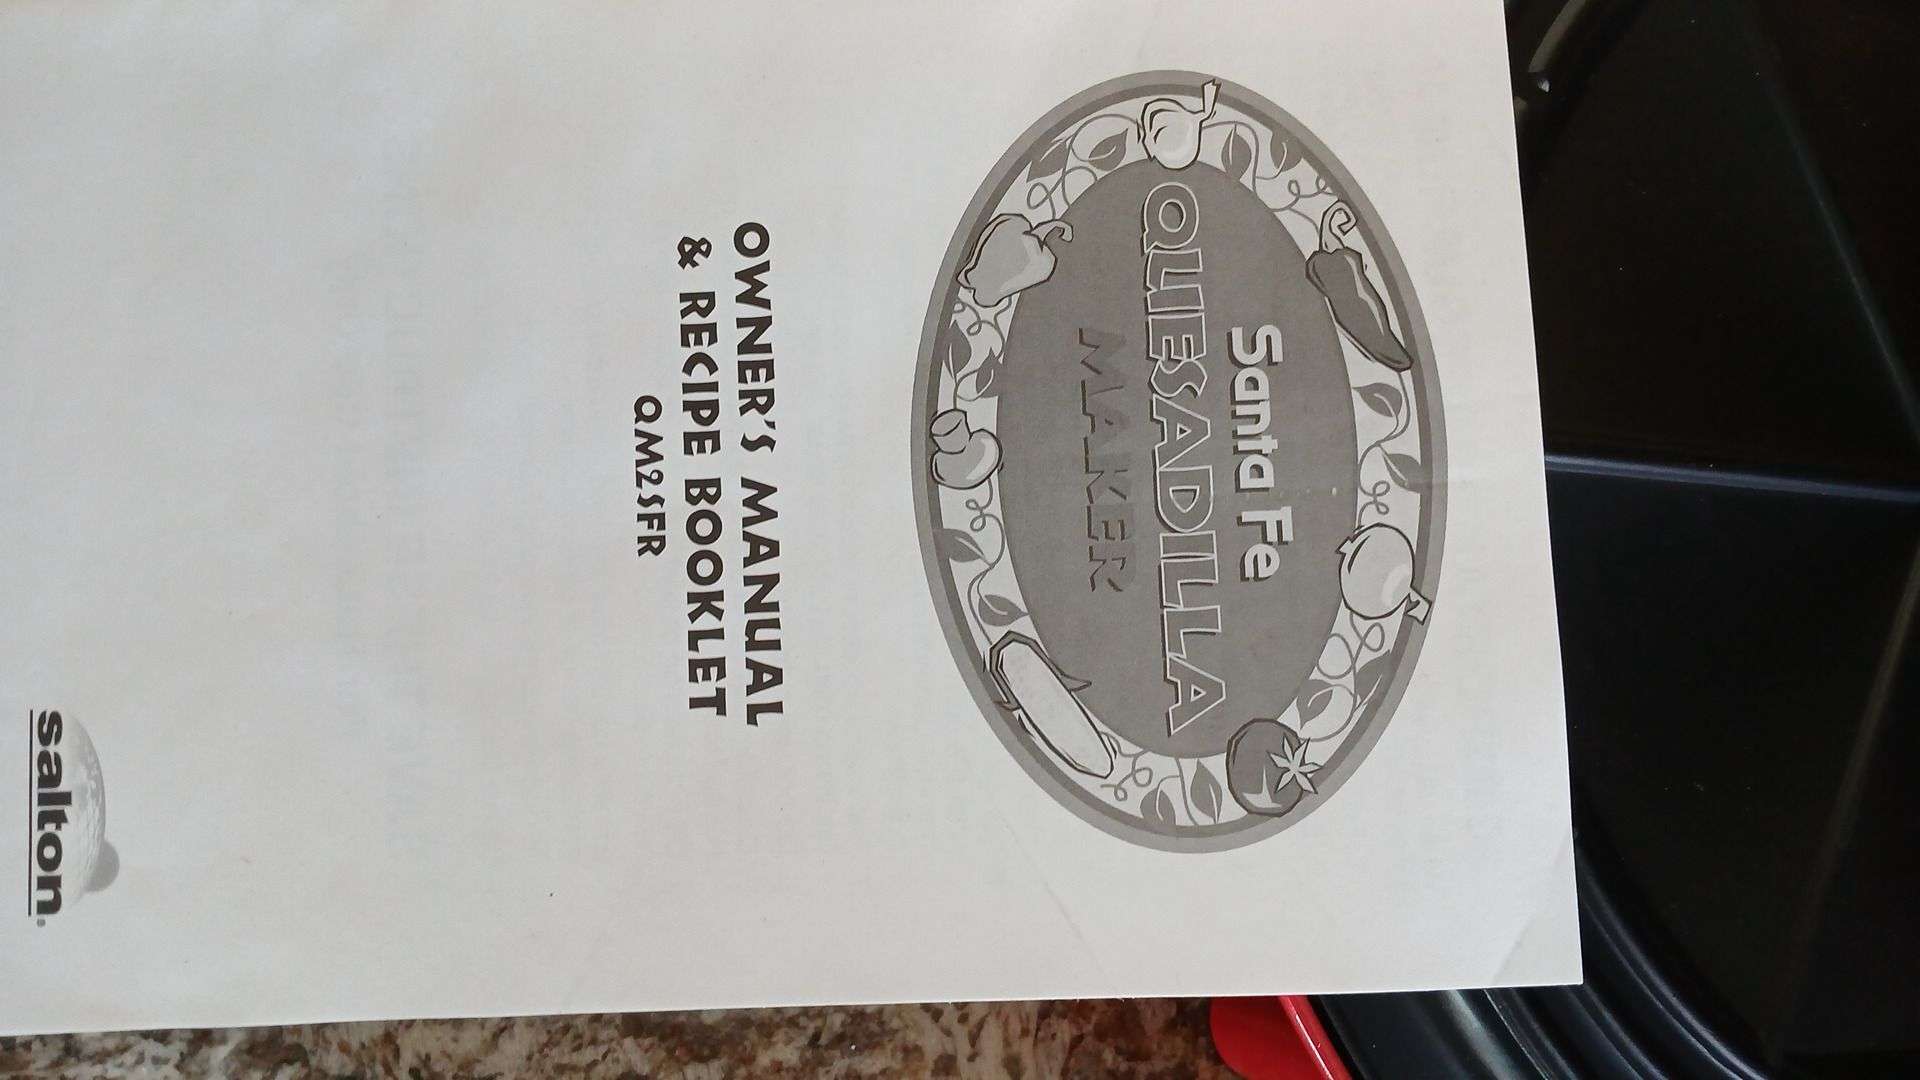 Santa Fe
QUESADILLA
MAKER
OWNER'S MANUAL
& RECIPE BOOKLET
QM2SFR
salton®